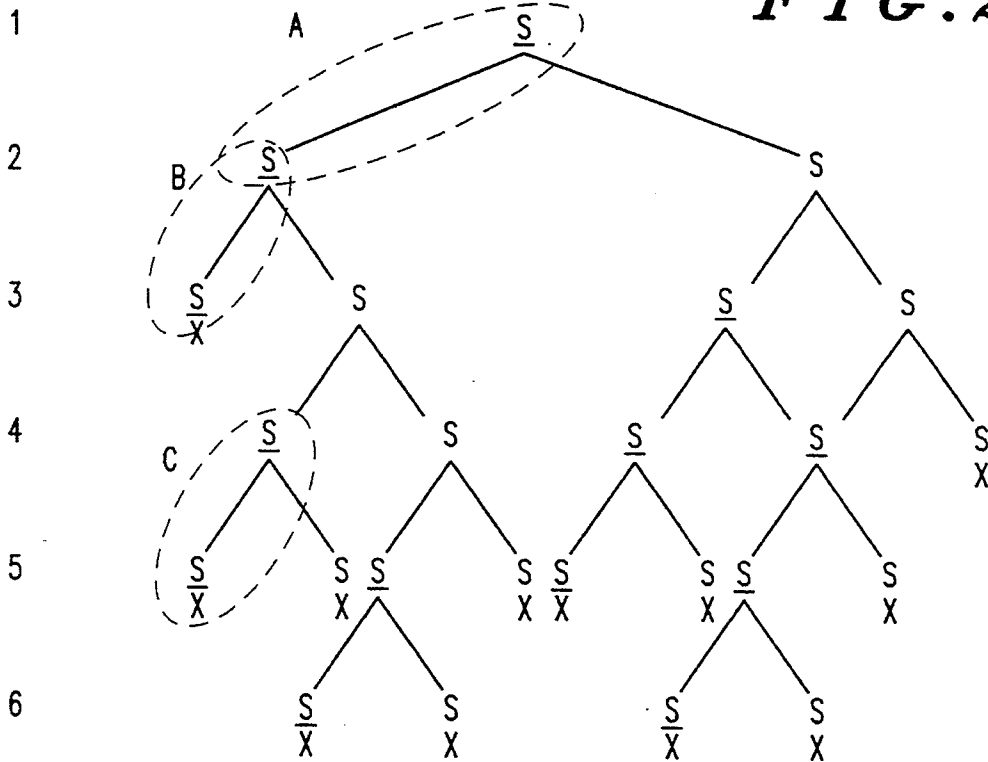 FIG.2
1 A S
2 B S S
3 S S S S
X
4 C S S S S S
X
5 S S S S S S S S
X X X X X X
6 S S S S
X X X X